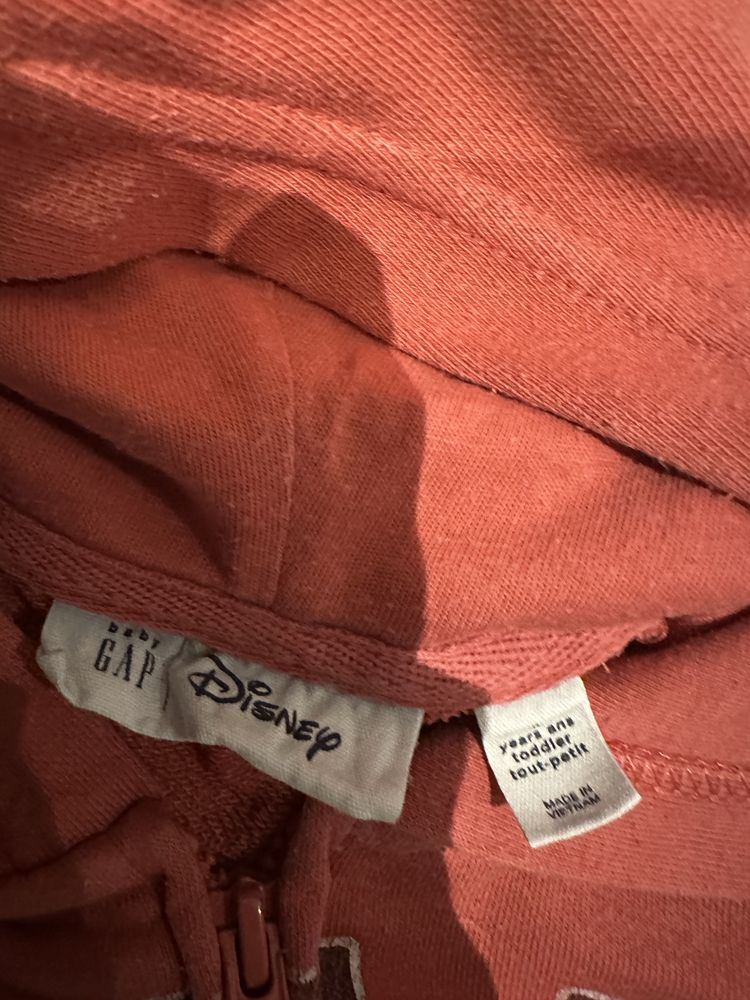 baby
GAP
Disney
years ans
toddler
tout-petit
MADE IN
VIETNAM